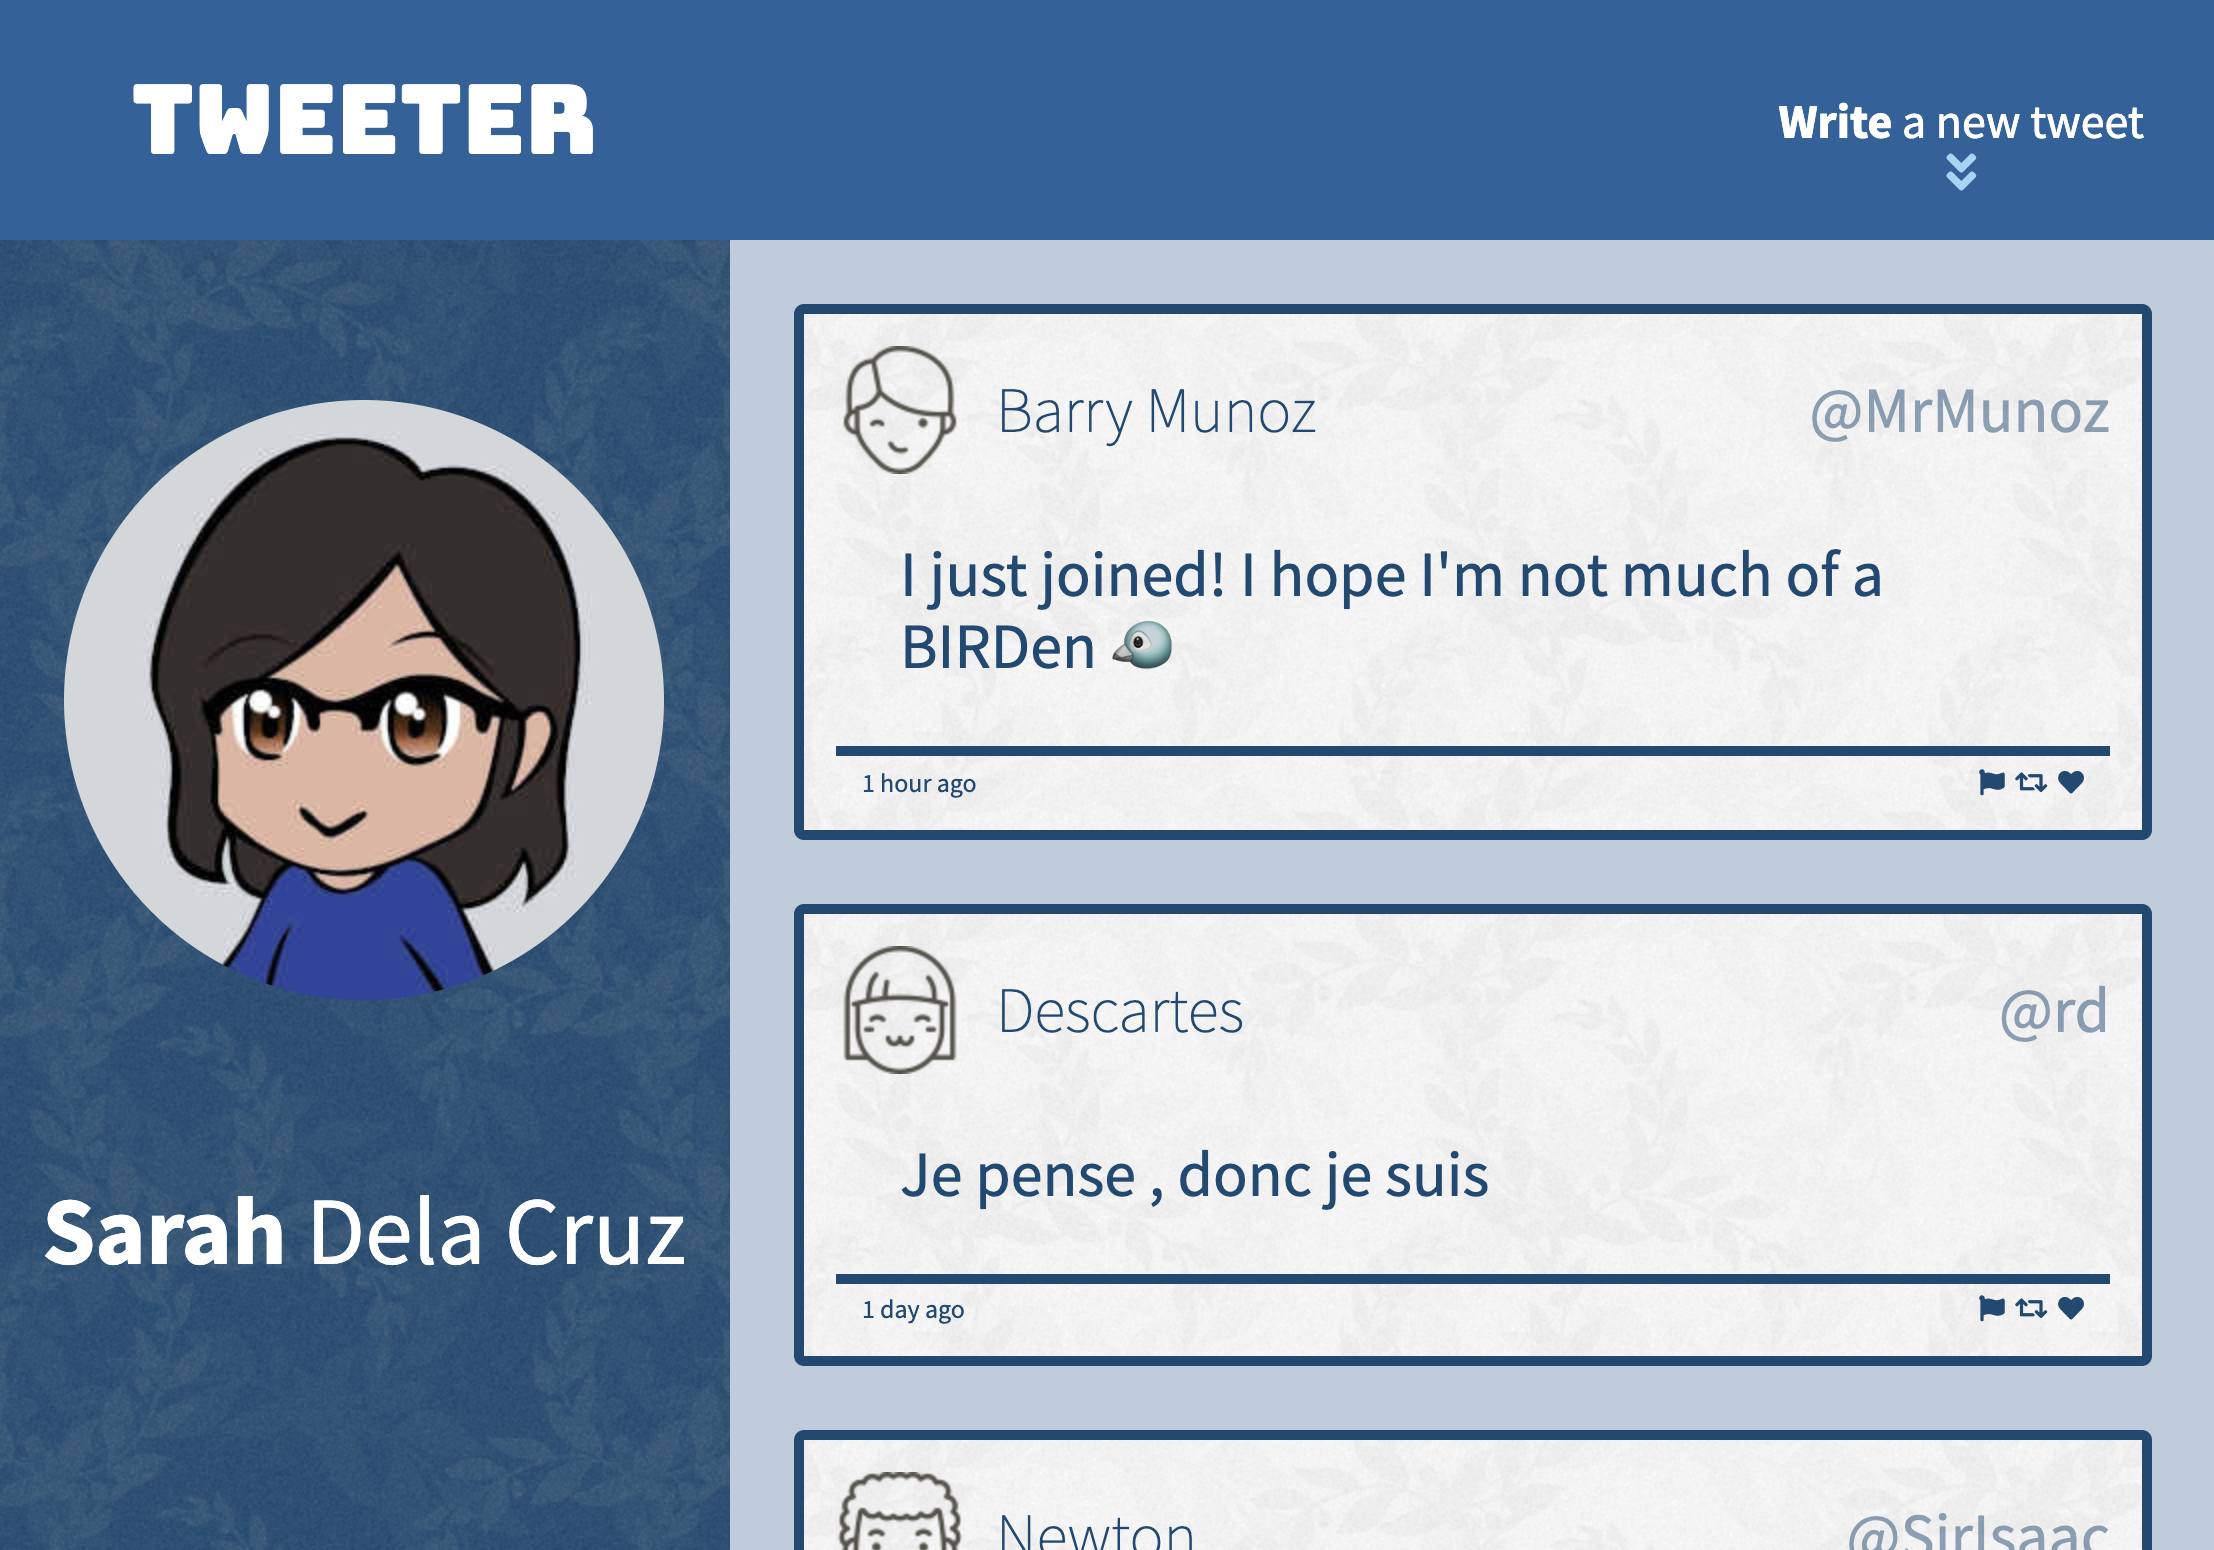 TWEETER
Write a new tweet
Sarah Dela Cruz
Barry Munoz @MrMunoz
I just joined! I hope I'm not much of a
BIRDen 🐦
1 hour ago
Descartes @rd
Je pense , donc je suis
1 day ago
Newton @SirIsaac